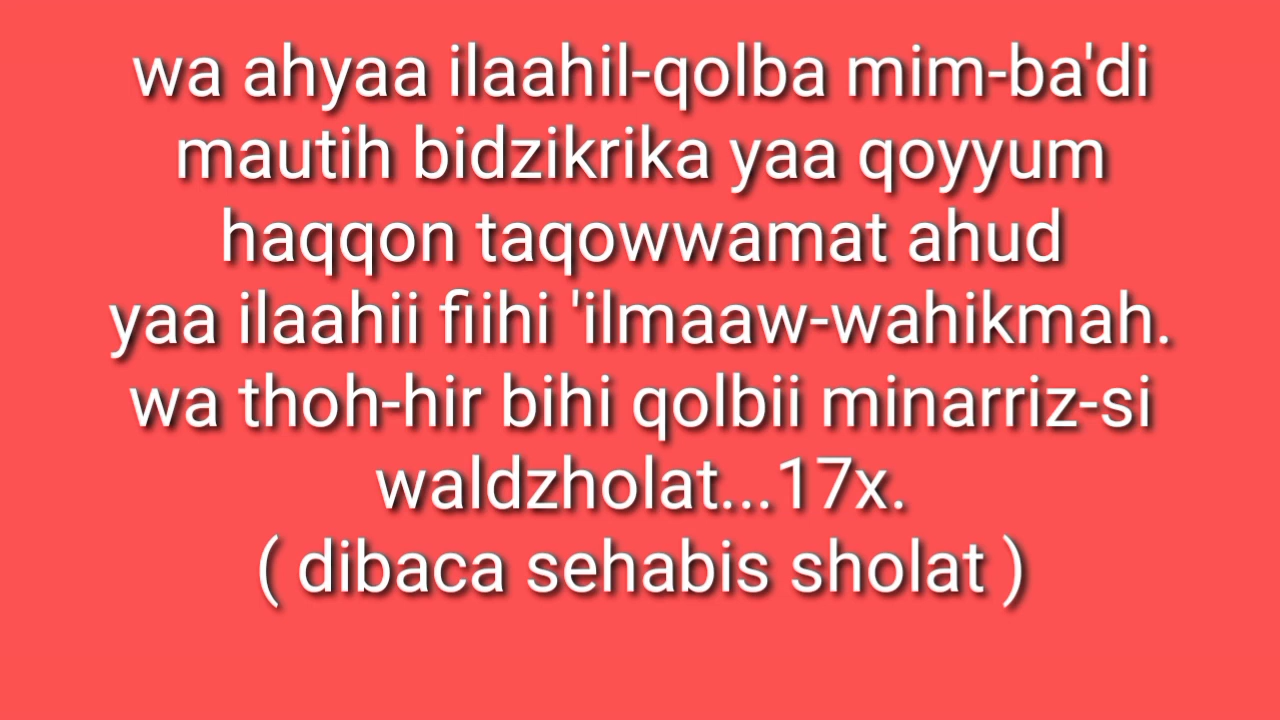 wa ahyaa ilaahil-qolba mim-ba'di
mautih bidzikrika yaa qoyyum
haqqon taqowwamat ahud
yaa ilaahii fiihi 'ilmaaw-wahikmah.
wa thoh-hir bihi qolbii minarriz-si
waldzholat...17x.
( dibaca sehabis sholat )